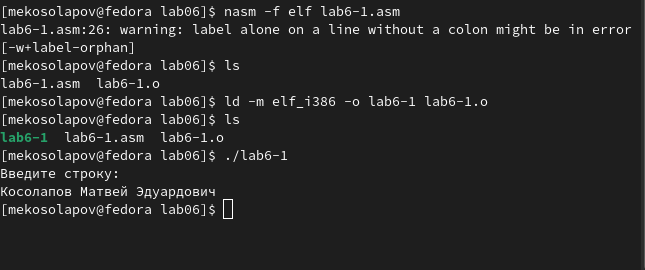 [mekosolapov@fedora lab06]$ nasm -f elf lab6-1.asm
lab6-1.asm:26: warning: label alone on a line without a colon might be in error
[-w+label-orphan]
[mekosolapov@fedora lab06]$ ls
lab6-1.asm  lab6-1.o
[mekosolapov@fedora lab06]$ ld -m elf_i386 -o lab6-1 lab6-1.o
[mekosolapov@fedora lab06]$ ls
lab6-1  lab6-1.asm  lab6-1.o
[mekosolapov@fedora lab06]$ ./lab6-1
Введите строку:
Косолапов Матвей Эдуардович
[mekosolapov@fedora lab06]$